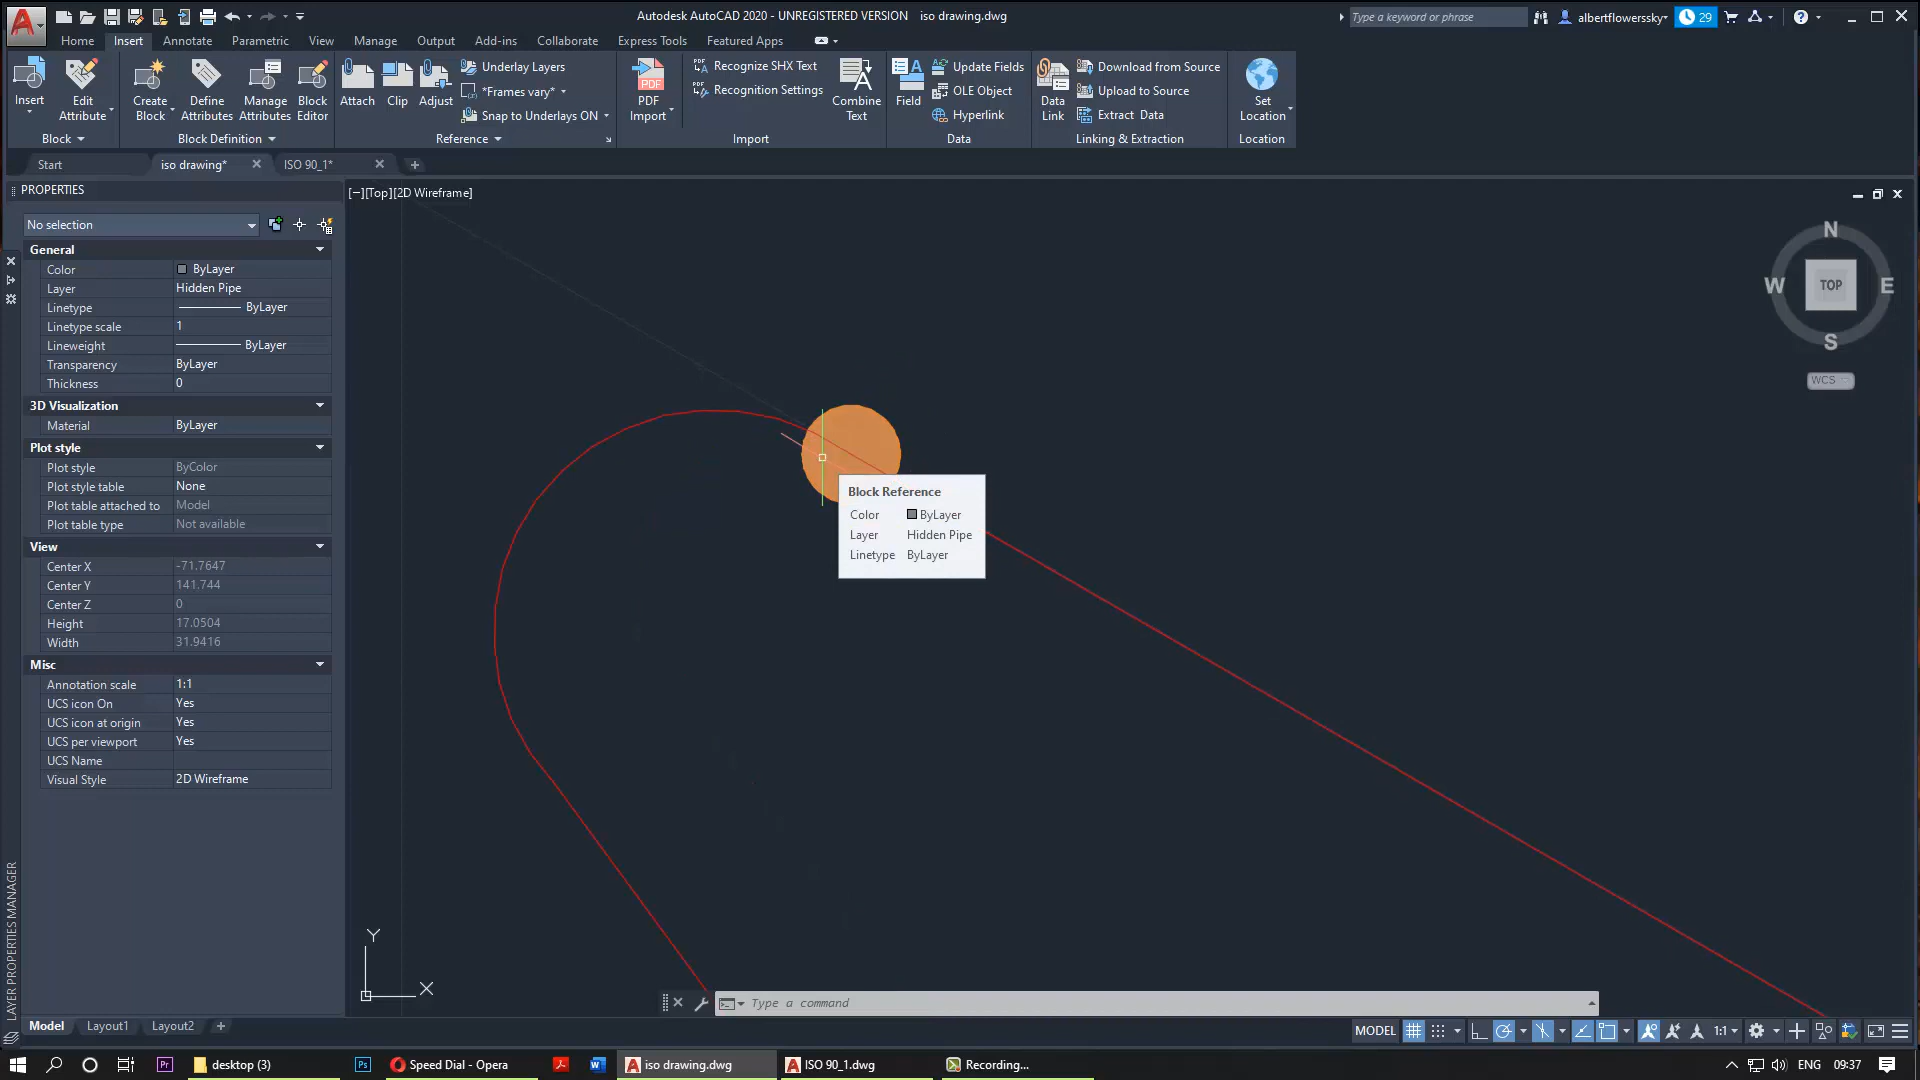 Autodesk AutoCAD 2020 - UNREGISTERED VERSION iso drawing.dwg
Type a keyword or phrase
albertflowerssky
29
Home Insert Annotate Parametric View Manage Output Add-ins Collaborate Express Tools Featured Apps
Insert
Edit Attribute
Create Block
Define Attributes
Manage Attributes
Block Editor
Attach
Clip
Adjust
Underlay Layers
*Frames vary*
Snap to Underlays ON
PDF
PDF Import
Recognize SHX Text
Recognition Settings
Combine Text
Field
Update Fields
OLE Object
Hyperlink
Data Link
Download from Source
Upload to Source
Extract Data
Set Location
Block
Block Definition
Reference
Import
Data
Linking & Extraction
Location
Start
iso drawing*
ISO 90_1*
PROPERTIES
[−][Top][2D Wireframe]
No selection
General
Color ByLayer
Layer Hidden Pipe
Linetype ByLayer
Linetype scale 1
Lineweight ByLayer
Transparency ByLayer
Thickness 0
3D Visualization
Material ByLayer
Plot style
Plot style ByColor
Plot style table None
Plot table attached to Model
Plot table type Not available
View
Center X -71.7647
Center Y 141.744
Center Z 0
Height 17.0504
Width 31.9416
Misc
Annotation scale 1:1
UCS icon On Yes
UCS icon at origin Yes
UCS per viewport Yes
UCS Name
Visual Style 2D Wireframe
LAYER PROPERTIES MANAGER
N
W TOP E
S
WCS
Block Reference
Color ByLayer
Layer Hidden Pipe
Linetype ByLayer
Y
X
Type a command
Model Layout1 Layout2
MODEL
1:1
desktop (3)
Speed Dial - Opera
iso drawing.dwg
ISO 90_1.dwg
Recording...
ENG
09:37